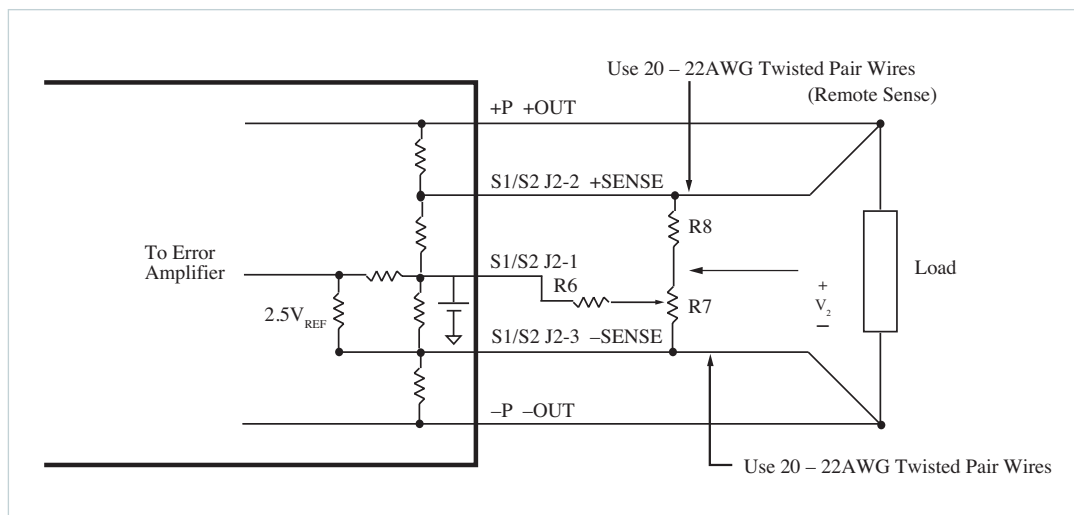 Use 20 – 22AWG Twisted Pair Wires
(Remote Sense)
+P +OUT
S1/S2 J2-2 +SENSE
R8
To Error
Amplifier
S1/S2 J2-1
R6
R7
+
V2
–
Load
2.5VREF
S1/S2 J2-3 –SENSE
–P –OUT
Use 20 – 22AWG Twisted Pair Wires